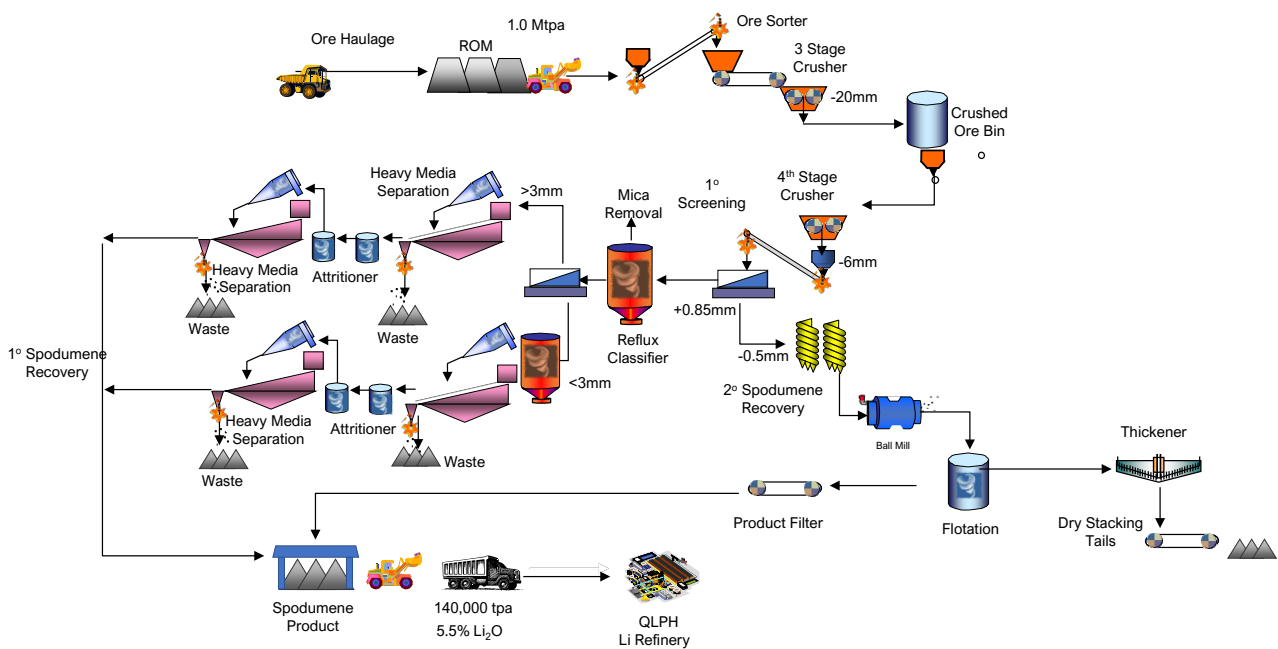 1.0 Mtpa
Ore Haulage
ROM
Ore Sorter
3 Stage
Crusher
-20mm
Crushed
Ore Bin
Heavy Media
Separation
>3mm
Mica
Removal
1º
Screening
4th Stage
Crusher
-6mm
Heavy Media
Separation
Attritioner
Waste
Waste
Reflux
Classifier
+0.85mm
-0.5mm
1º Spodumene
Recovery
<3mm
2º Spodumene
Recovery
Heavy Media
Separation
Attritioner
Waste
Waste
Ball Mill
Thickener
Product Filter
Flotation
Dry Stacking
Tails
Spodumene
Product
140,000 tpa
5.5% Li₂O
QLPH
Li Refinery